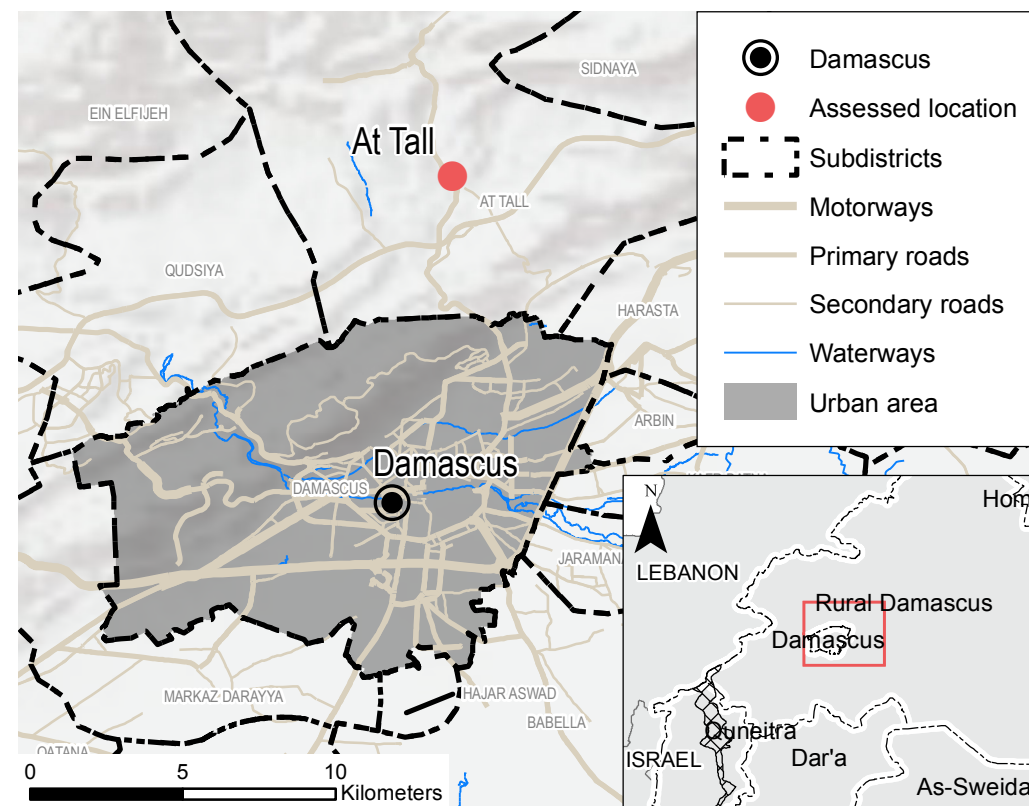 SIDNAYA
EIN ELFIJEH
At Tall
AT TALL
QUDSIYA
HARASTA
ARBIN
Damascus
DAMASCUS
JARAMANA
MARKAZ DARAYYA
HAJAR ASWAD
BABELLA
QATANA
0 5 10
Kilometers
Damascus
Assessed location
Subdistricts
Motorways
Primary roads
Secondary roads
Waterways
Urban area
N
Hom
LEBANON
Rural Damascus
Damascus
Quneitra
ISRAEL
Dar'a
As-Sweida